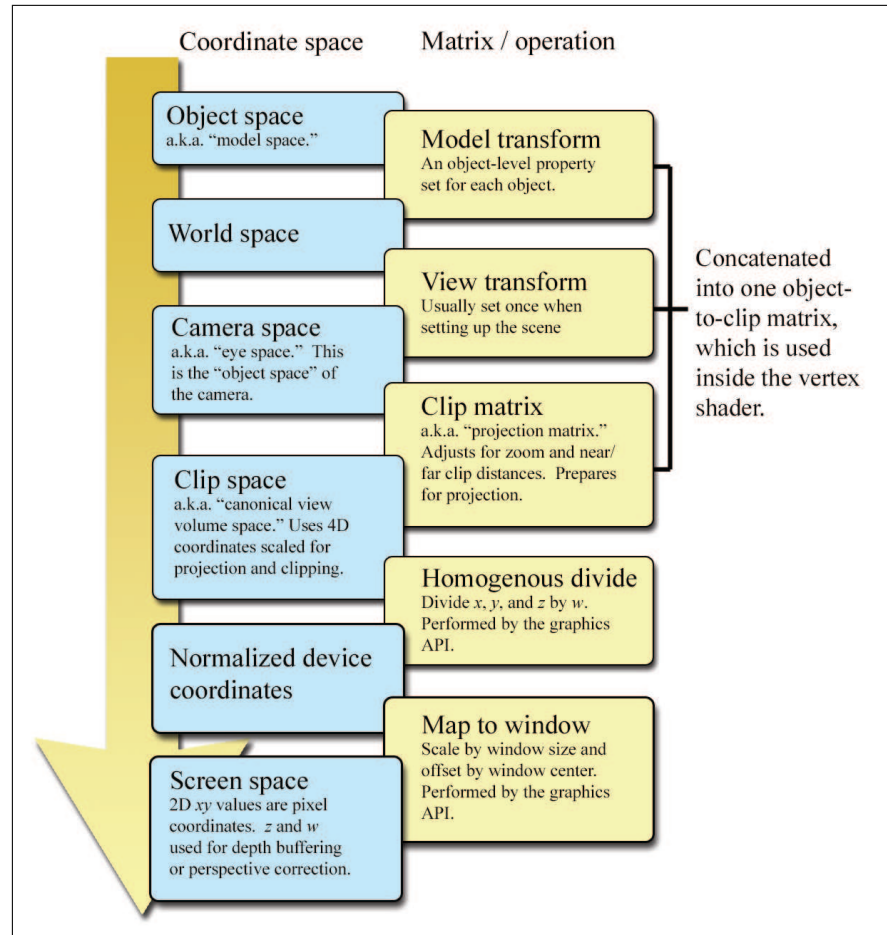 Coordinate space
Matrix / operation
Object space
a.k.a. “model space.”
Model transform
An object-level property
set for each object.
World space
View transform
Usually set once when
setting up the scene
Camera space
a.k.a. “eye space.” This
is the “object space” of
the camera.
Clip matrix
a.k.a. “projection matrix.”
Adjusts for zoom and near/
far clip distances. Prepares
for projection.
Clip space
a.k.a. “canonical view
volume space.” Uses 4D
coordinates scaled for
projection and clipping.
Homogenous divide
Divide x, y, and z by w.
Performed by the graphics
API.
Normalized device
coordinates
Map to window
Scale by window size and
offset by window center.
Performed by the graphics
API.
Screen space
2D xy values are pixel
coordinates. z and w
used for depth buffering
or perspective correction.
Concatenated
into one object-
to-clip matrix,
which is used
inside the vertex
shader.